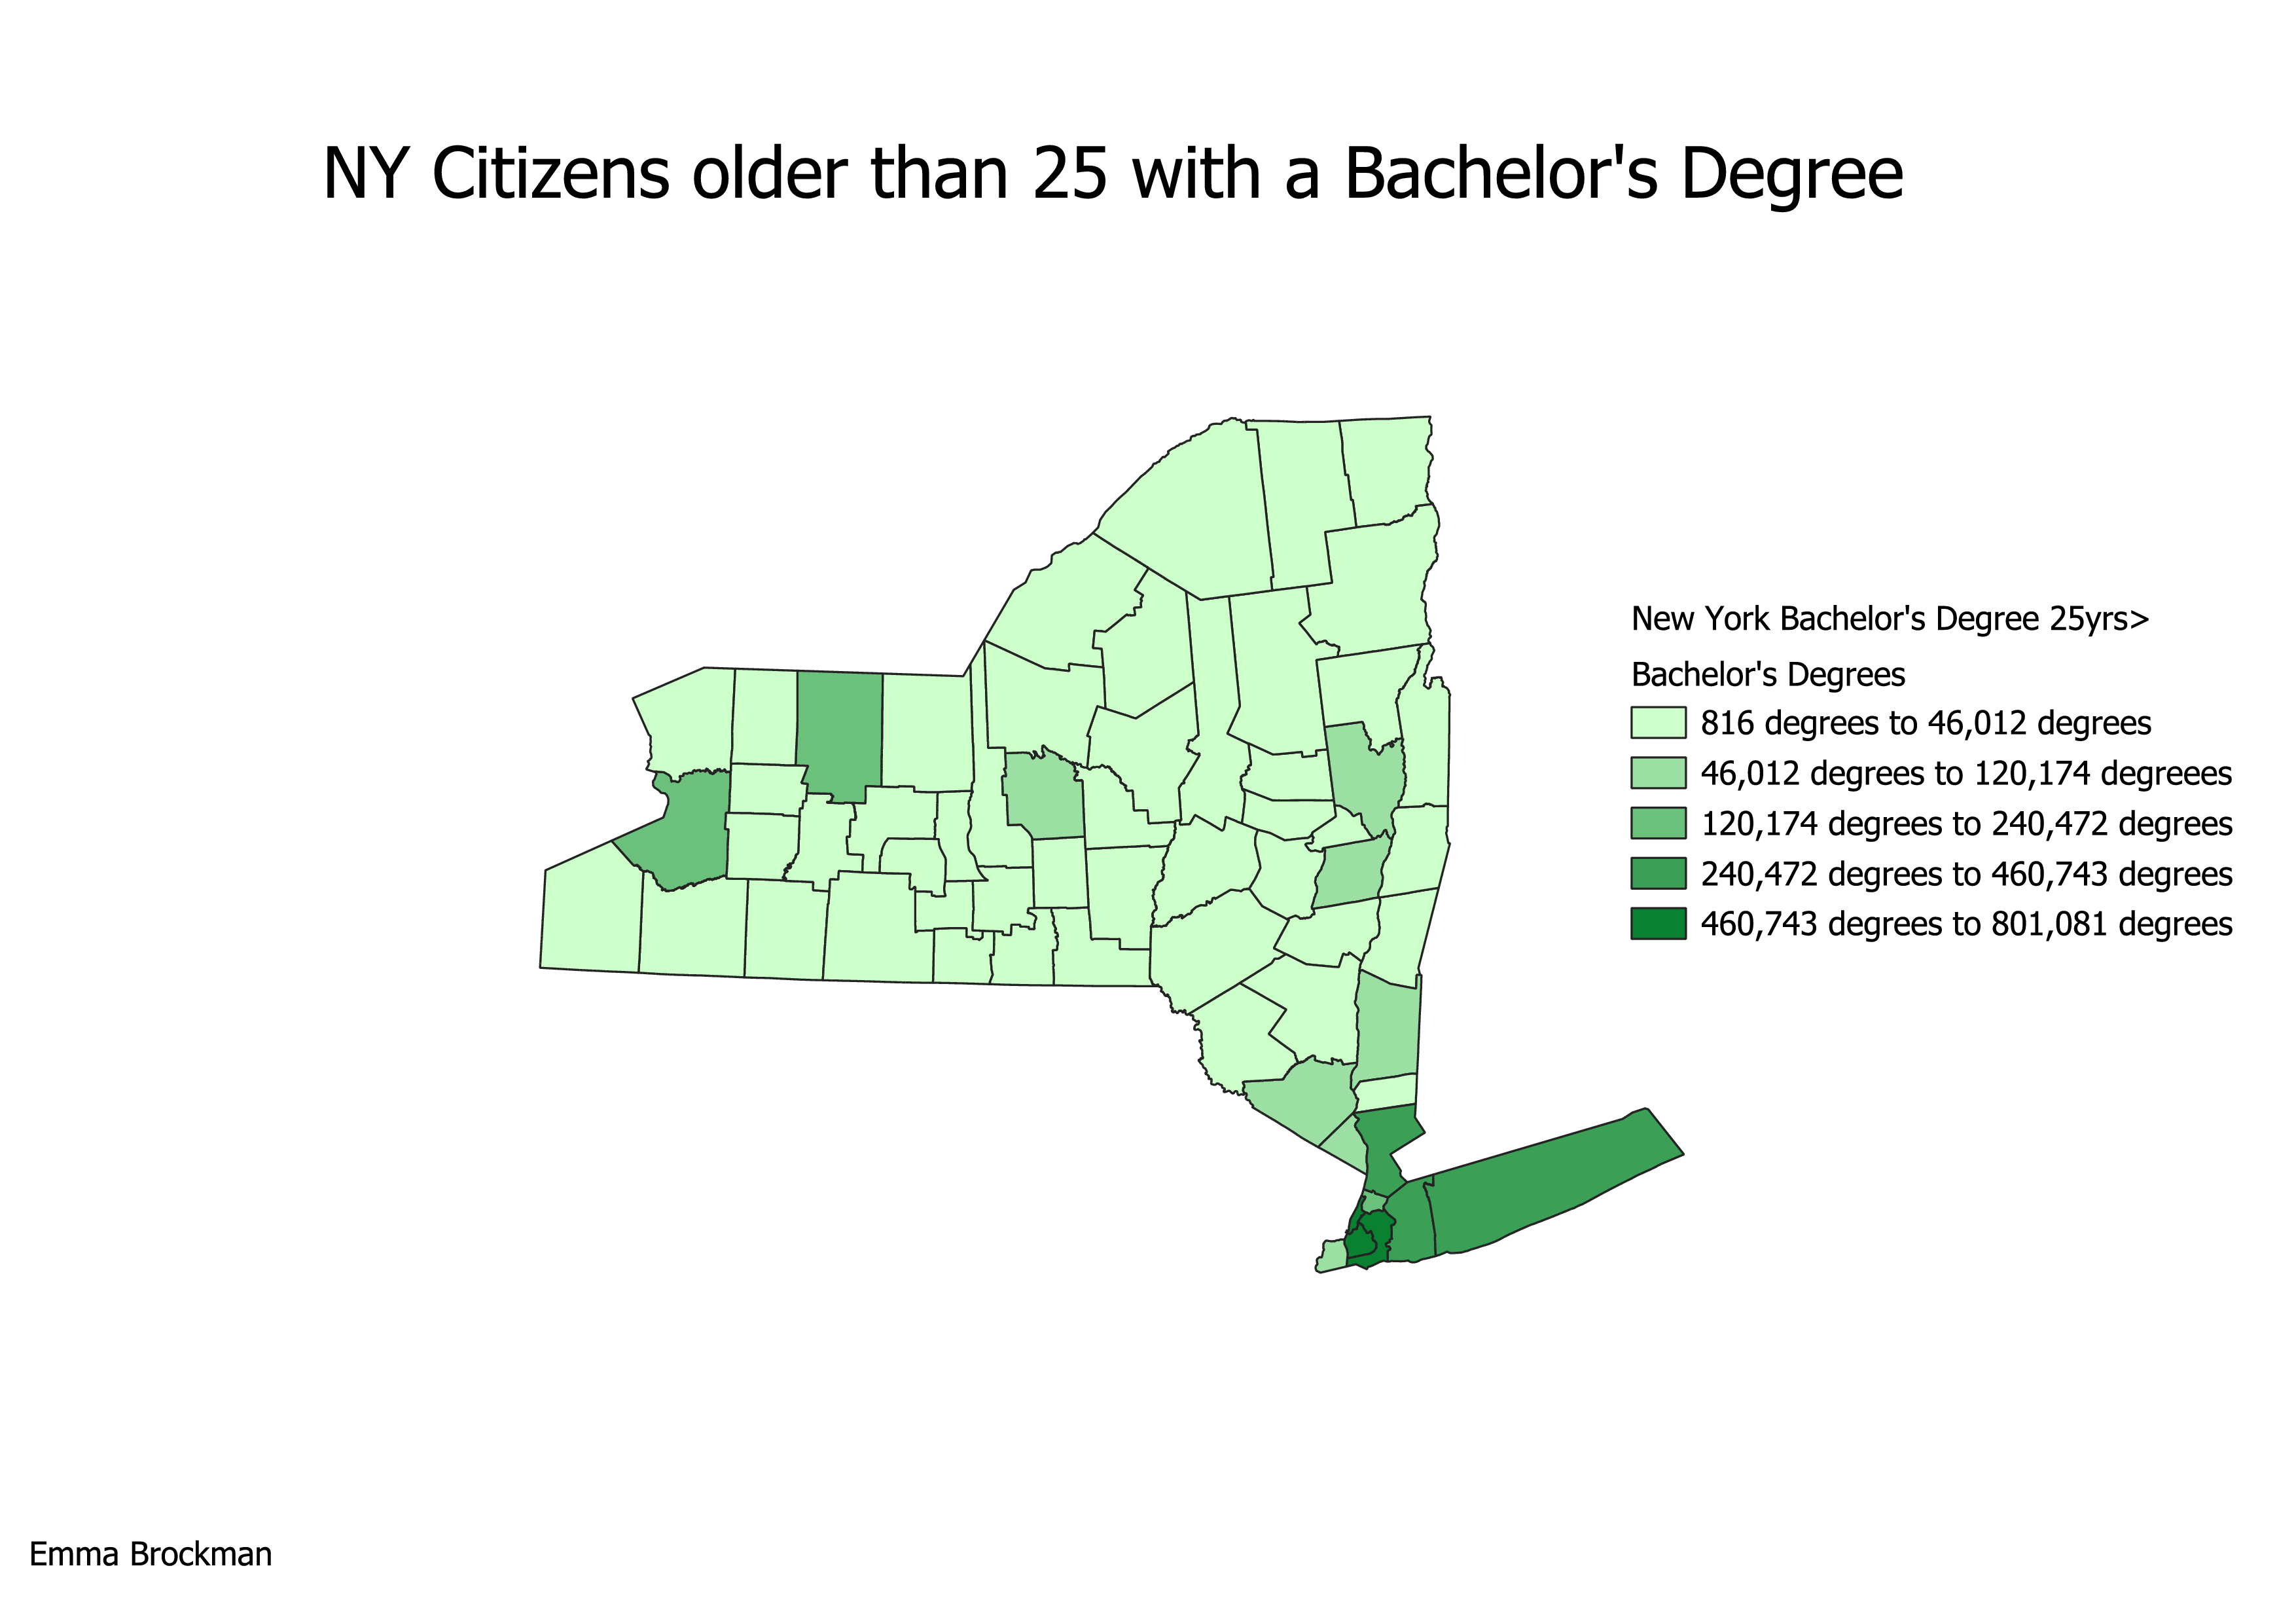 NY Citizens older than 25 with a Bachelor's Degree
New York Bachelor's Degree 25yrs>
Bachelor's Degrees
816 degrees to 46,012 degrees
46,012 degrees to 120,174 degreees
120,174 degrees to 240,472 degrees
240,472 degrees to 460,743 degrees
460,743 degrees to 801,081 degrees
Emma Brockman